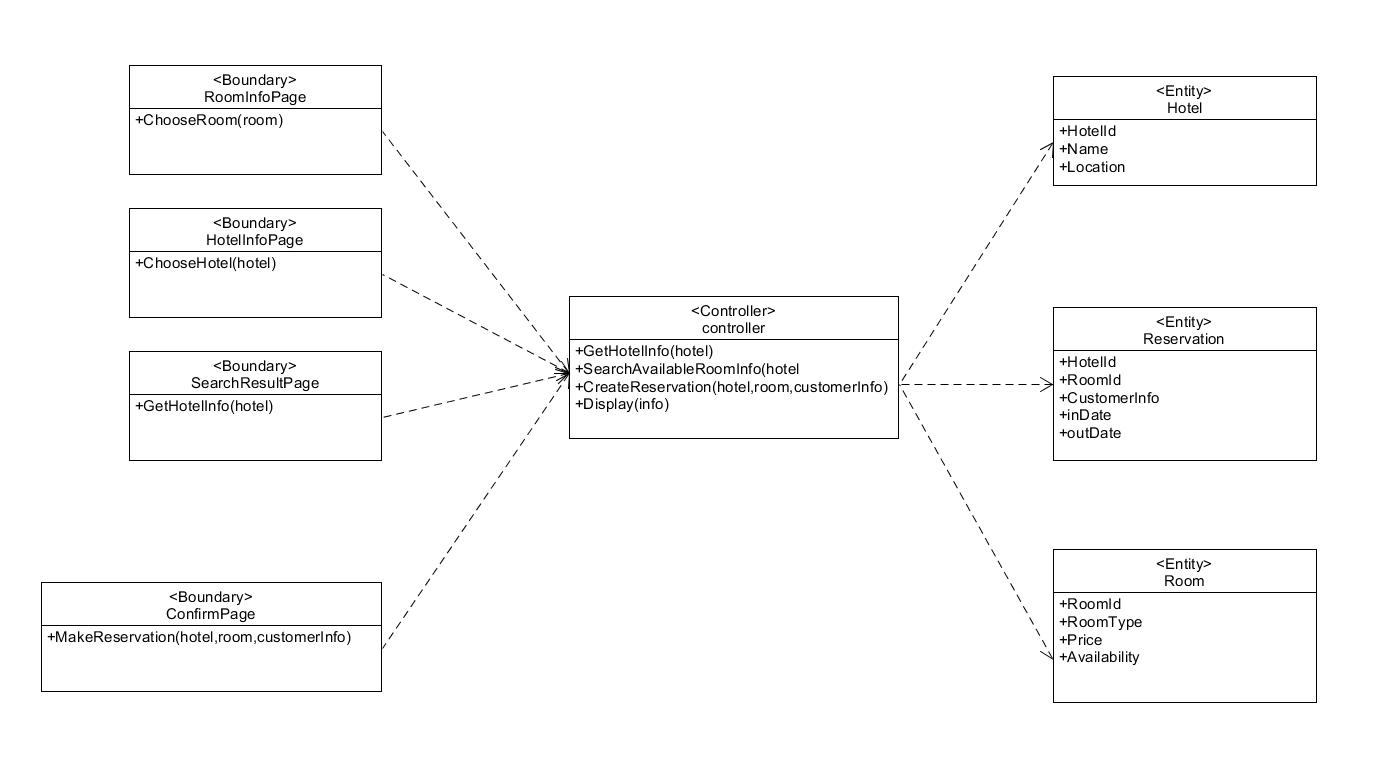 <Boundary>
RoomInfoPage
+ChooseRoom(room)
<Boundary>
HotelInfoPage
+ChooseHotel(hotel)
<Boundary>
SearchResultPage
+GetHotelInfo(hotel)
<Boundary>
ConfirmPage
+MakeReservation(hotel,room,customerInfo)
<Controller>
controller
+GetHotelInfo(hotel)
+SearchAvailableRoomInfo(hotel
+CreateReservation(hotel,room,customerInfo)
+Display(info)
<Entity>
Hotel
+HotelId
+Name
+Location
<Entity>
Reservation
+HotelId
+RoomId
+CustomerInfo
+inDate
+outDate
<Entity>
Room
+RoomId
+RoomType
+Price
+Availability